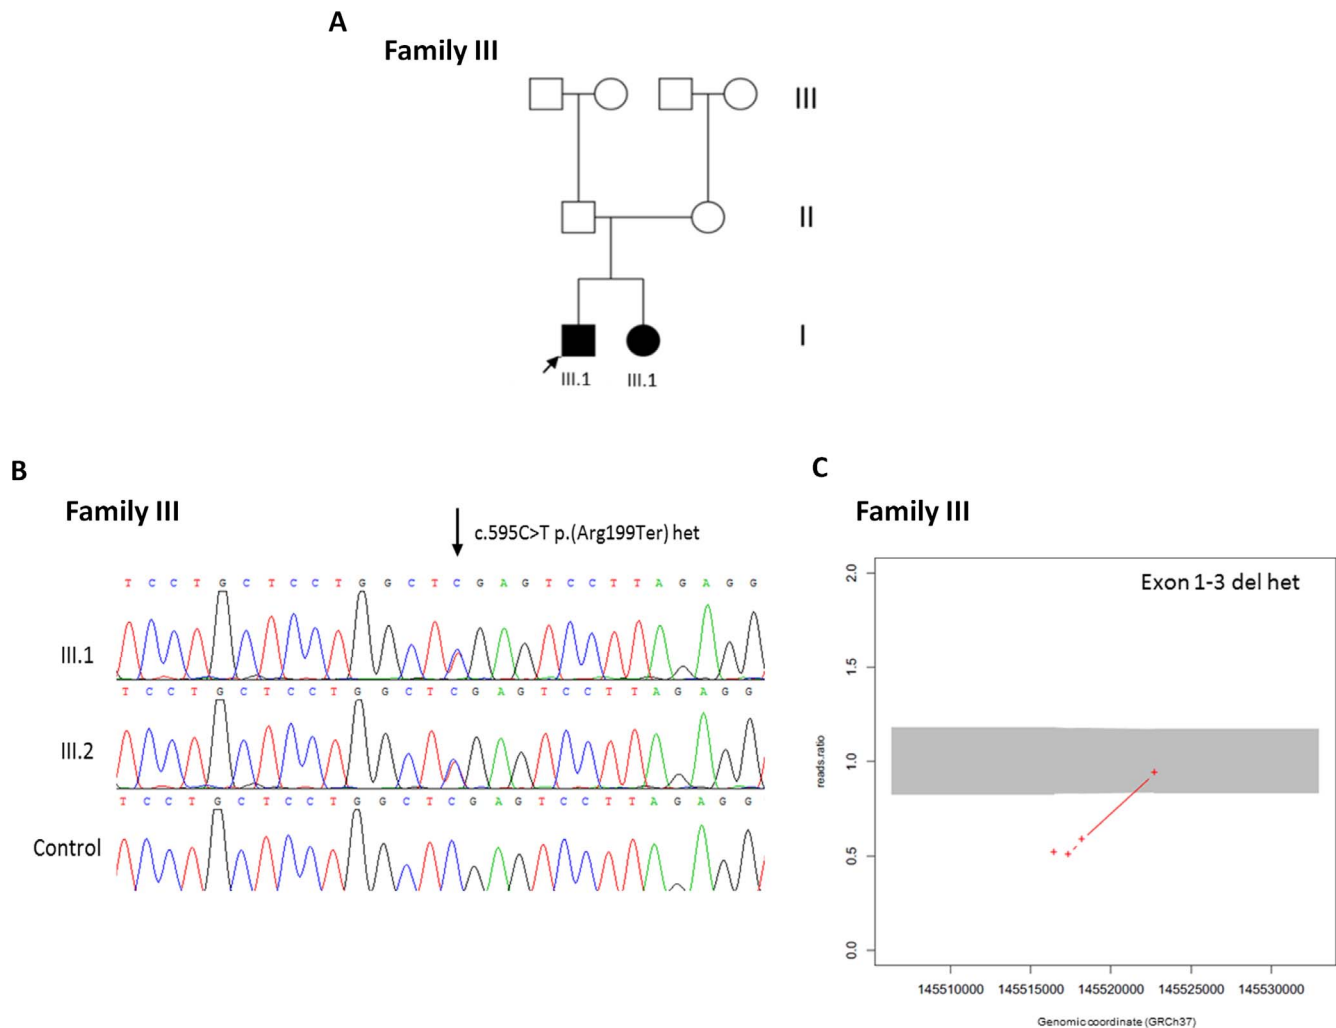 A
Family III
III
II
I
III.1 III.1
B
Family III
c.595C>T p.(Arg199Ter) het
T C C T G C T C C T G G C T C G A G T C C T T A G A G G
III.1
T C C T G C T C C T G G C T C G A G T C C T T A G A G G
III.2
T C C T G C T C C T G G C T C G A G T C C T T A G A G G
Control
C
Family III
Exon 1-3 del het
2.0
1.5
1.0
0.5
0.0
reads.ratio
145510000 145515000 145520000 145525000 145530000
Genomic coordinate (GRCh37)